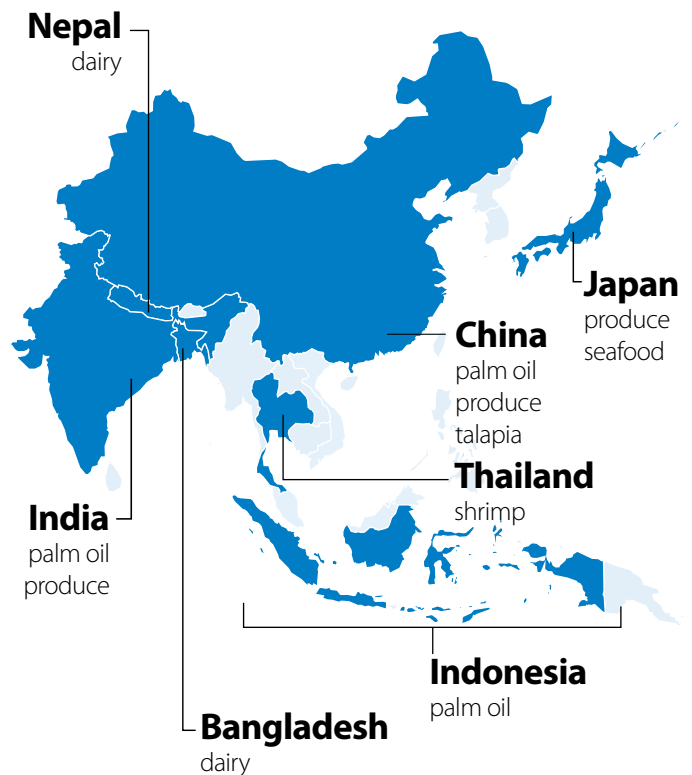 Nepal
dairy
Japan
produce
seafood
China
palm oil
produce
talapia
Thailand
shrimp
India
palm oil
produce
Indonesia
palm oil
Bangladesh
dairy